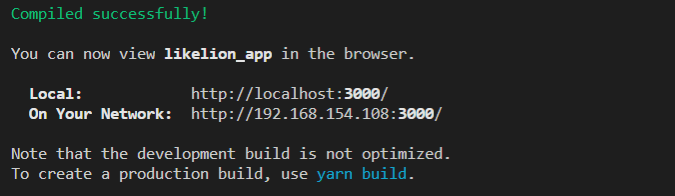 Compiled successfully!
You can now view likelion_app in the browser.
Local: http://localhost:3000/
On Your Network: http://192.168.154.108:3000/
Note that the development build is not optimized.
To create a production build, use yarn build.